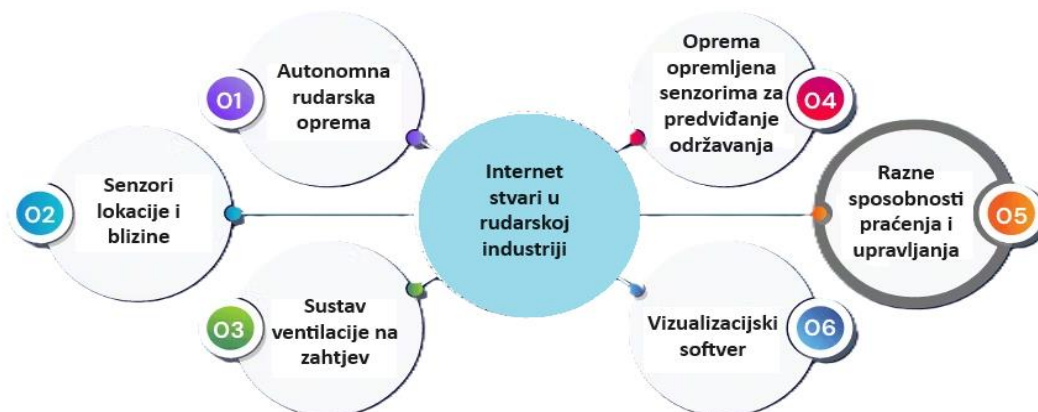 01
Autonomna
rudarska
oprema
02
Senzori
lokacije i
blizine
03
Sustav
ventilacije na
zahtjev
Internet
stvari u
rudarskoj
industriji
Oprema
opremljena
senzorima za
predviđanje
održavanja
04
Razne
sposobnosti
praćenja i
upravljanja
05
Vizualizacijski
softver
06